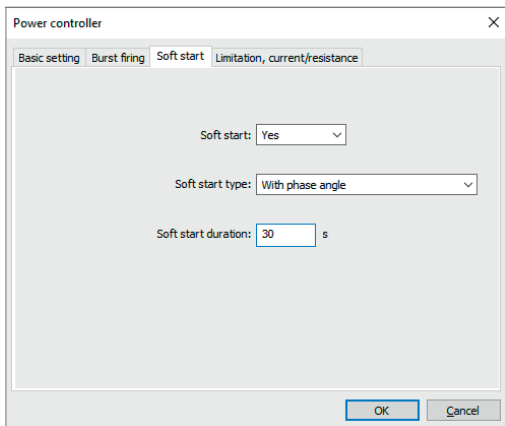 Power controller
Basic setting Burst firing Soft start Limitation, current/resistance
Soft start: Yes
Soft start type: With phase angle
Soft start duration: 30 s
OK Cancel